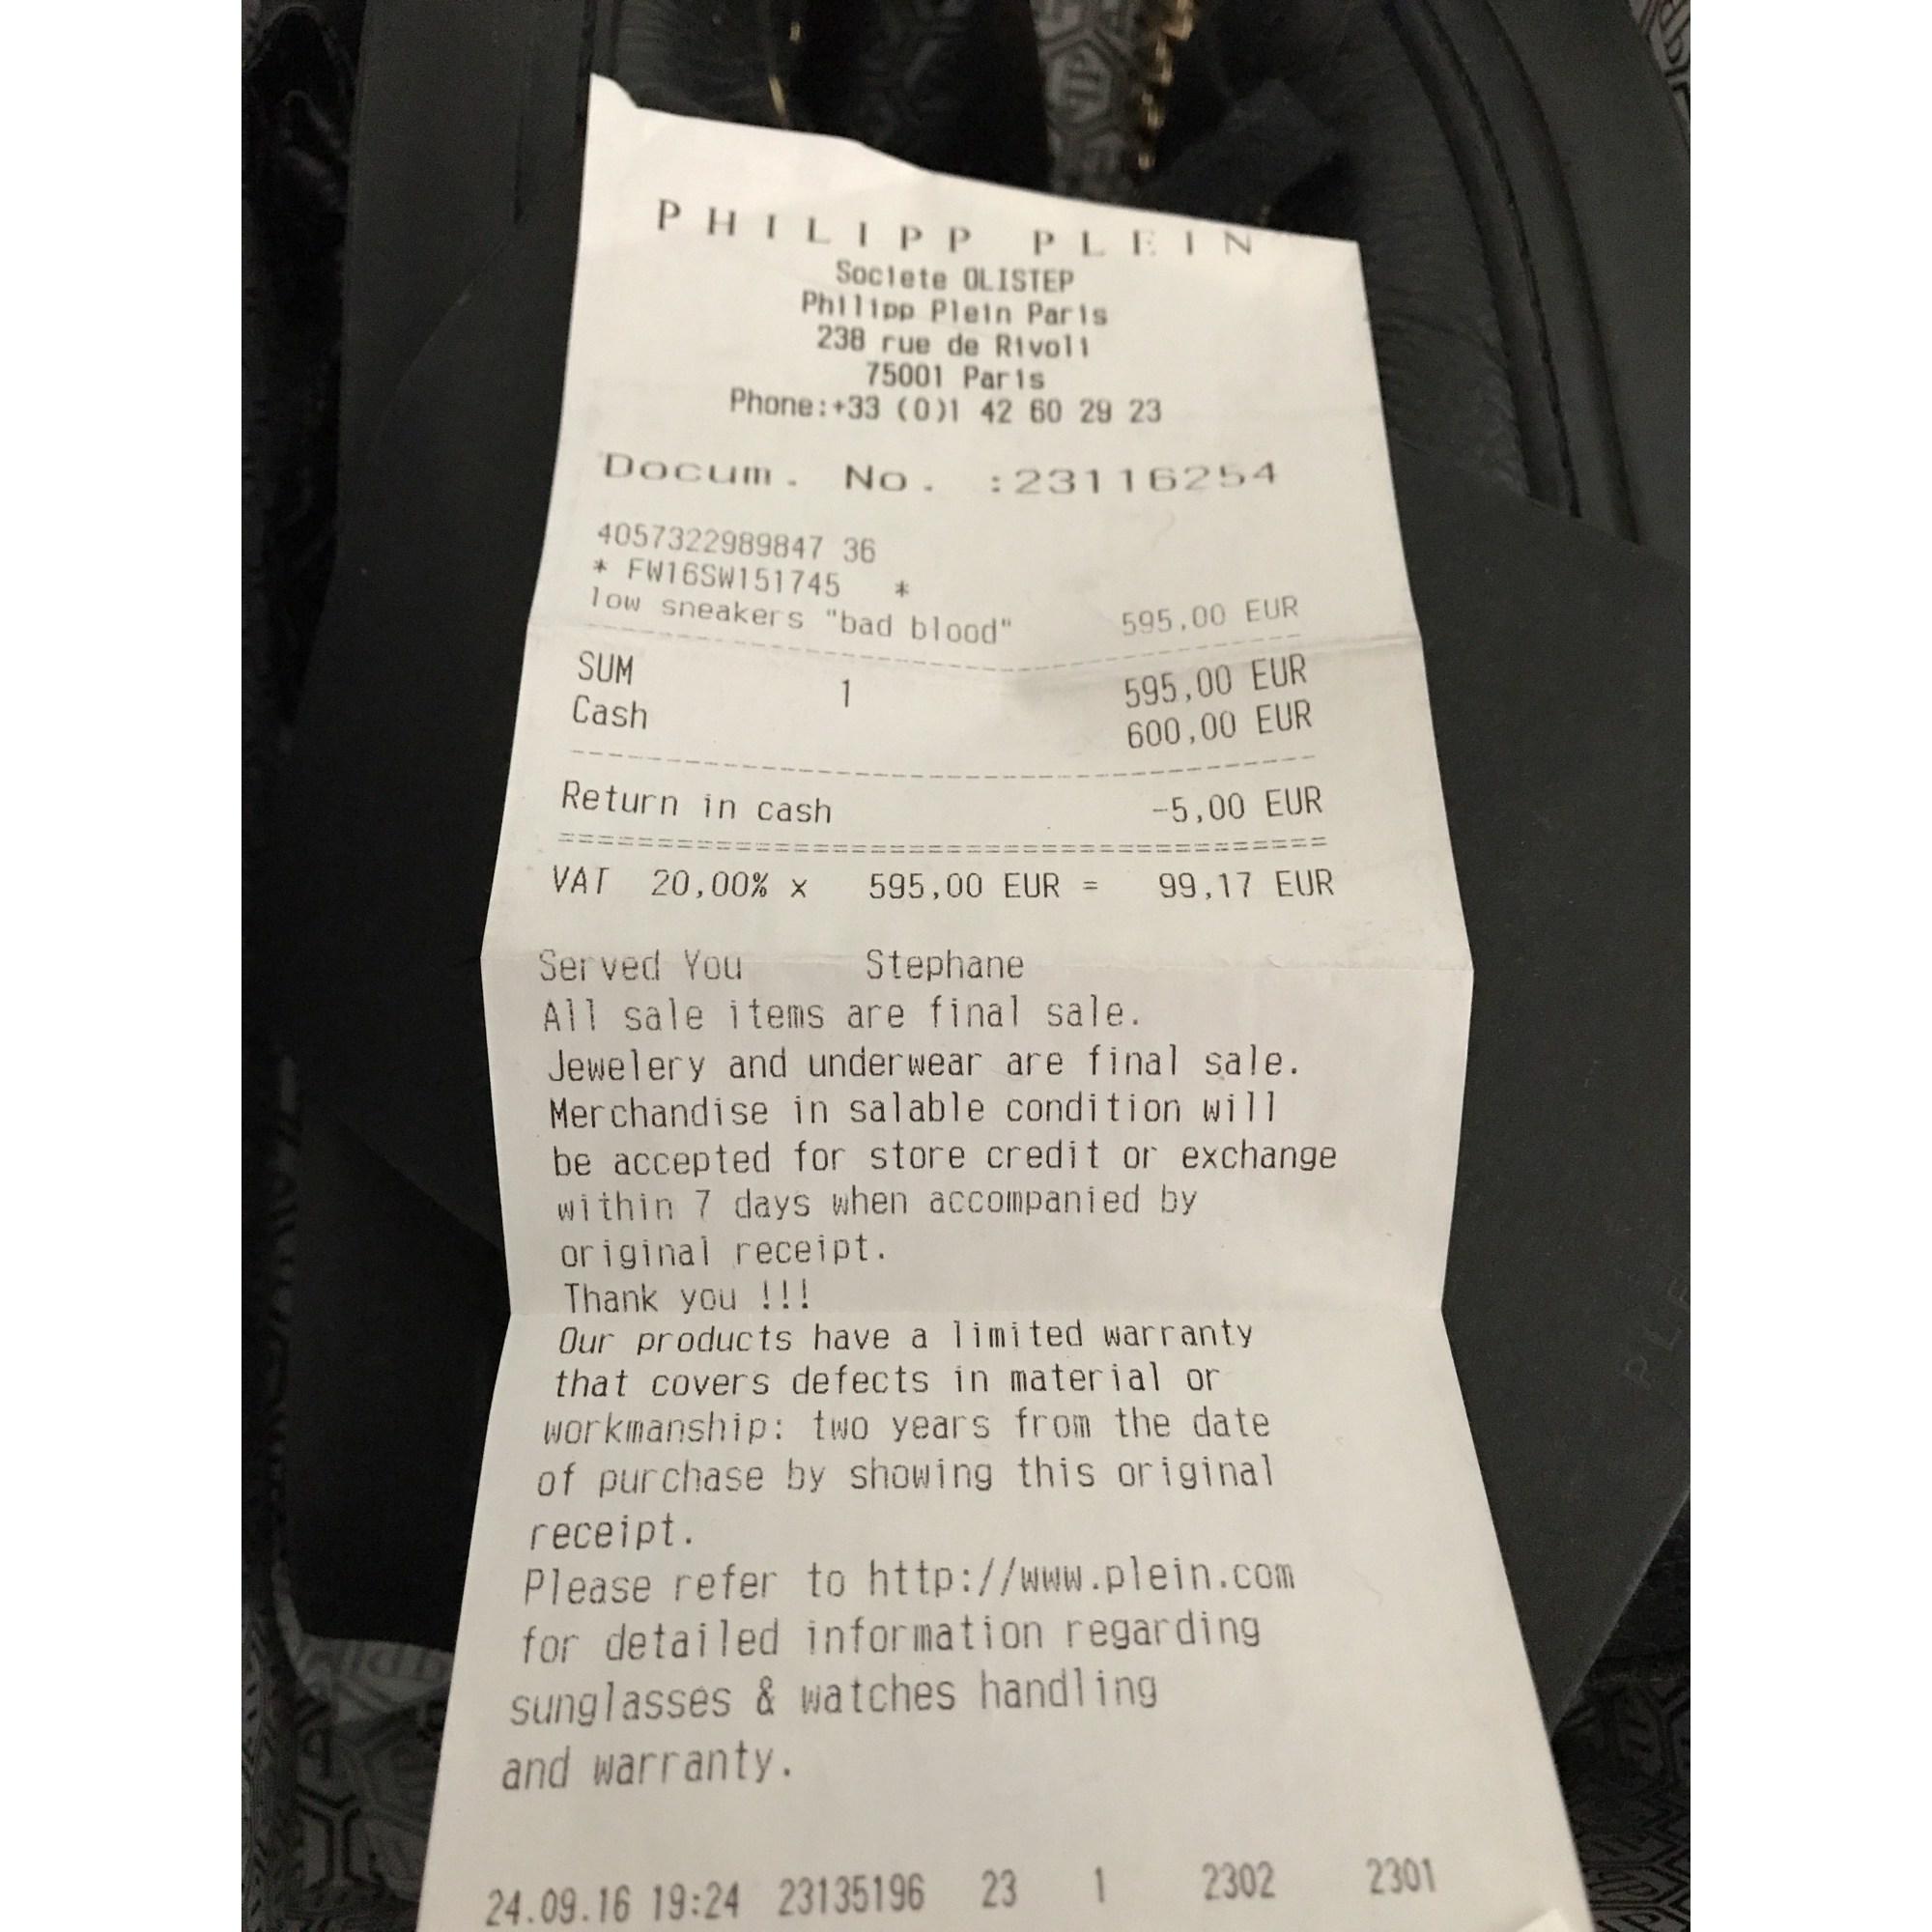 PHILIPP PLEIN
Societe OLISTEP
Philipp Plein Paris
238 rue de Rivoli
75001 Paris
Phone:+33 (0)1 42 60 29 23
Docum. No. :23116254
4057322989847 36
* FW16SW151745 *
low sneakers "bad blood" 595,00 EUR
SUM 1 595,00 EUR
Cash 600,00 EUR
Return in cash -5,00 EUR
VAT 20,00% x 595,00 EUR = 99,17 EUR
Served You Stephane
All sale items are final sale.
Jewelery and underwear are final sale.
Merchandise in salable condition will
be accepted for store credit or exchange
within 7 days when accompanied by
original receipt.
Thank you !!!
Our products have a limited warranty
that covers defects in material or
workmanship: two years from the date
of purchase by showing this original
receipt.
Please refer to http://www.plein.com
for detailed information regarding
sunglasses & watches handling
and warranty.
24.09.16 19:24 23135196 23 1 2302 2301